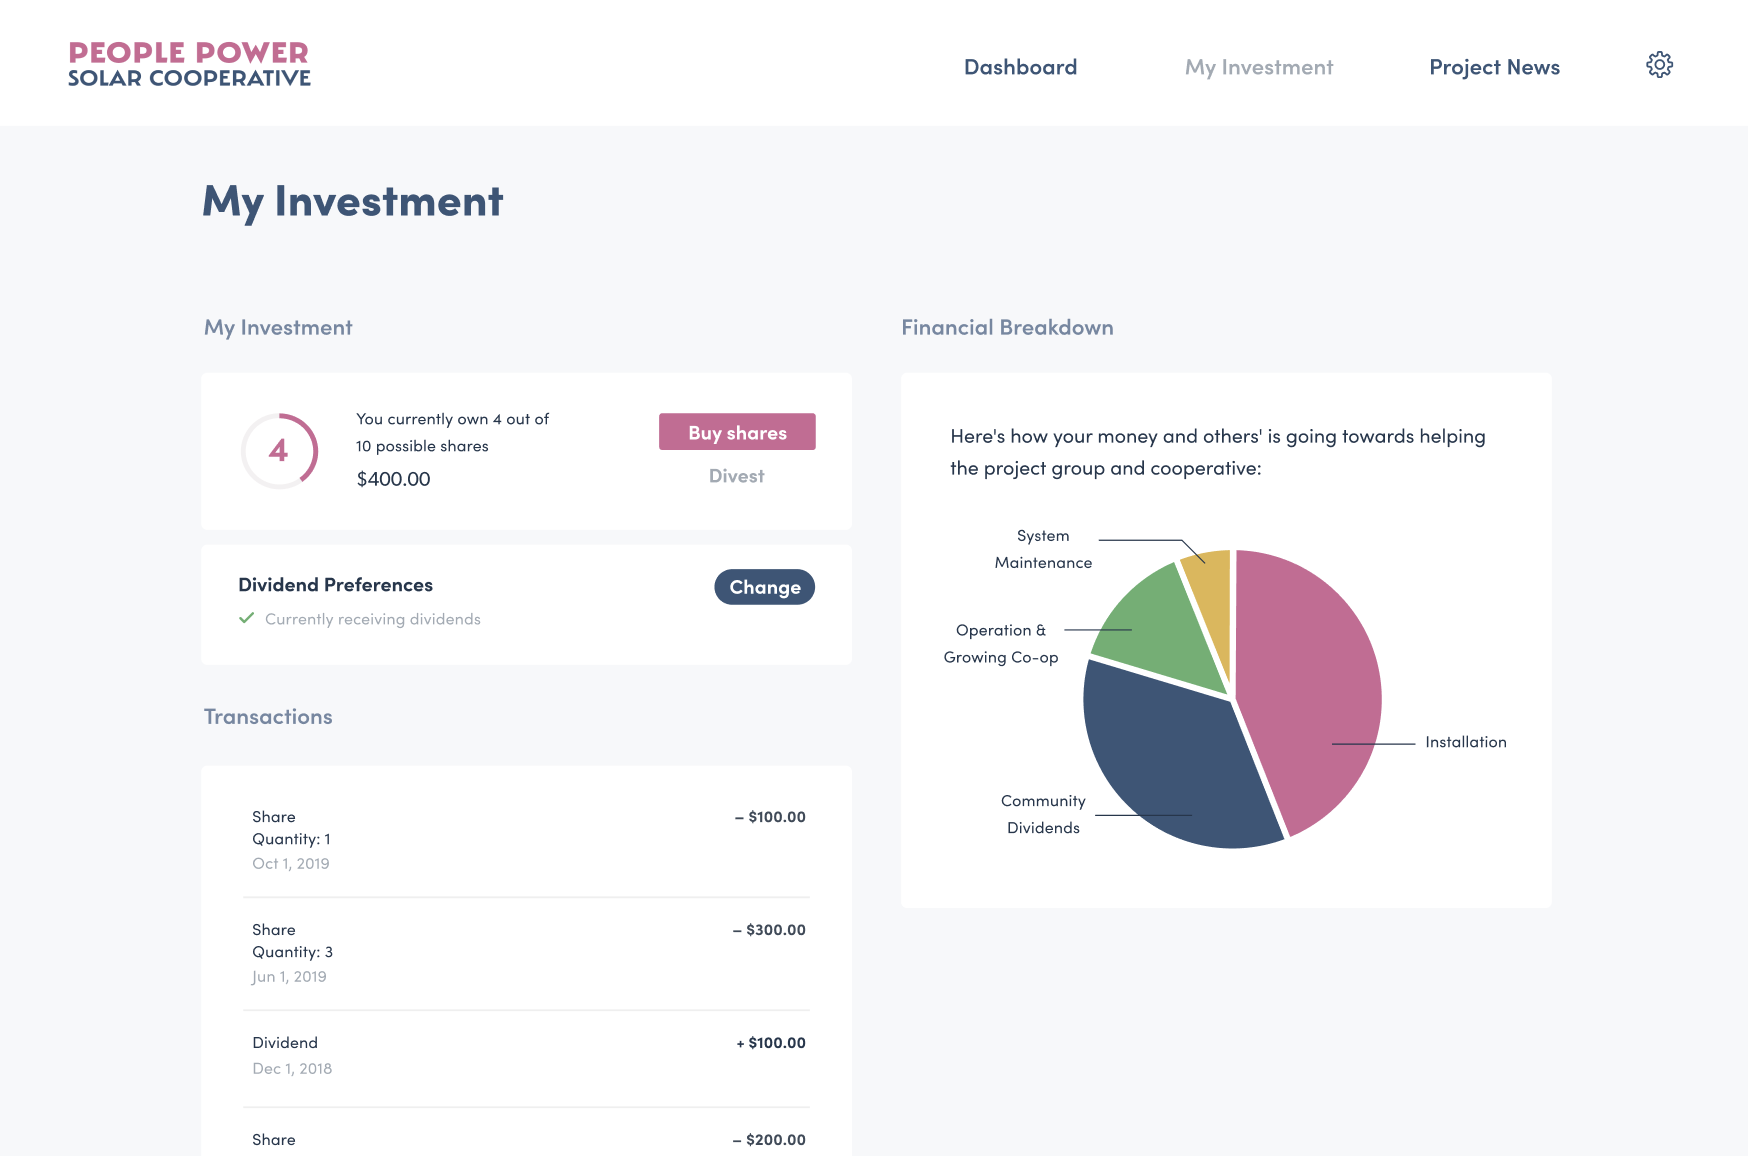 PEOPLE POWER
SOLAR COOPERATIVE
Dashboard
My Investment
Project News
My Investment
My Investment
4
You currently own 4 out of
10 possible shares
$400.00
Buy shares
Divest
Dividend Preferences
Currently receiving dividends
Change
Transactions
Share
Quantity: 1
Oct 1, 2019
– $100.00
Share
Quantity: 3
Jun 1, 2019
– $300.00
Dividend
Dec 1, 2018
+ $100.00
Share
– $200.00
Financial Breakdown
Here's how your money and others' is going towards helping
the project group and cooperative:
System
Maintenance
Operation &
Growing Co-op
Installation
Community
Dividends